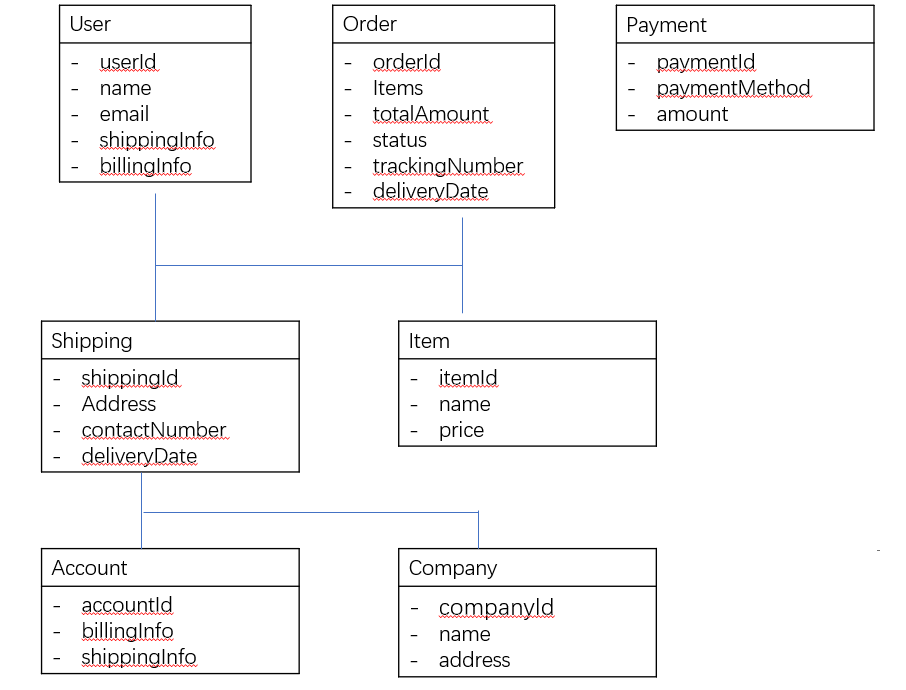 User
- userId
- name
- email
- shippingInfo
- billingInfo
Order
- orderId
- Items
- totalAmount
- status
- trackingNumber
- deliveryDate
Payment
- paymentId
- paymentMethod
- amount
Shipping
- shippingId
- Address
- contactNumber
- deliveryDate
Item
- itemId
- name
- price
Account
- accountId
- billingInfo
- shippingInfo
Company
- companyId
- name
- address